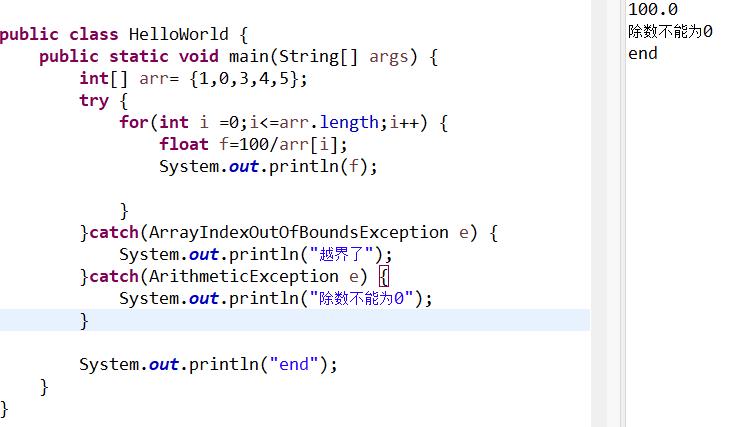 public class HelloWorld {
public static void main(String[] args) {
int[] arr= {1,0,3,4,5};
try {
for(int i =0;i<=arr.length;i++) {
float f=100/arr[i];
System.out.println(f);
}
}catch(ArrayIndexOutOfBoundsException e) {
System.out.println("越界了");
}catch(ArithmeticException e) {
System.out.println("除数不能为0");
}
System.out.println("end");
}
}
100.0
除数不能为0
end